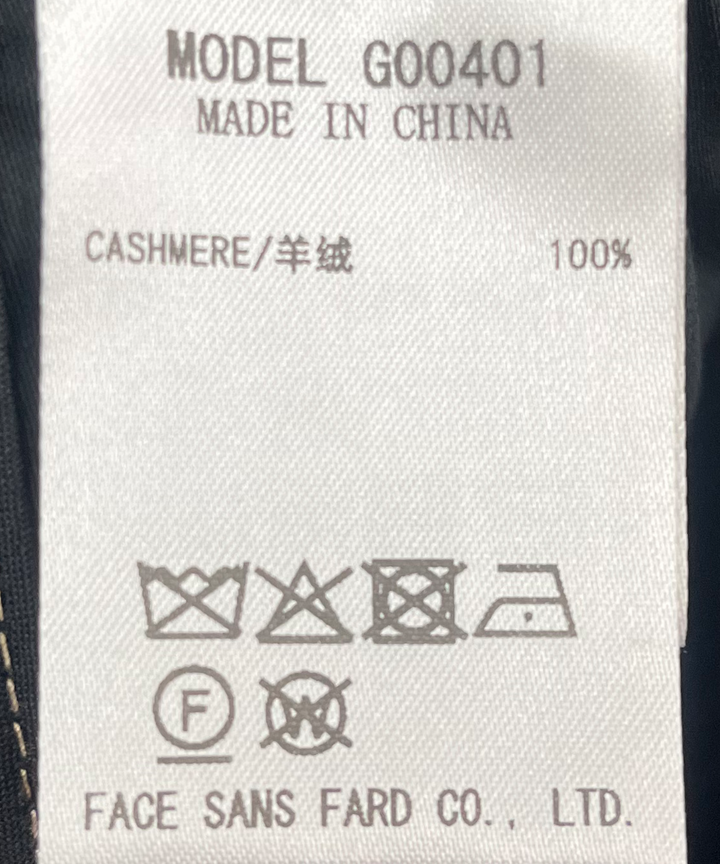 MODEL G00401
MADE IN CHINA
CASHMERE/羊绒 100%
F W
FACE SANS FARD CO., LTD.